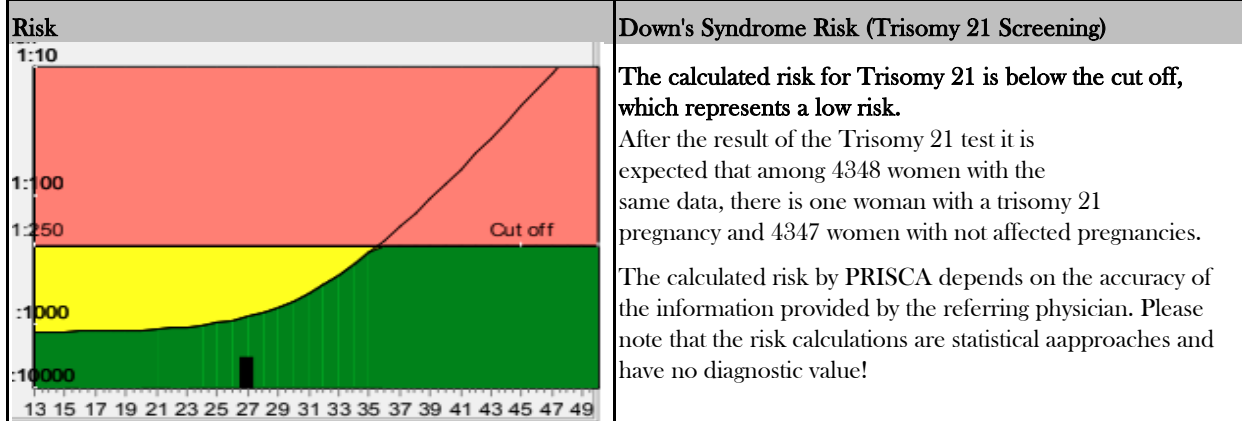 Risk
1:10
1:100
1:250
Cut off
:1000
:10000
13 15 17 19 21 23 25 27 29 31 33 35 37 39 41 43 45 47 49
Down's Syndrome Risk (Trisomy 21 Screening)
The calculated risk for Trisomy 21 is below the cut off,
which represents a low risk.
After the result of the Trisomy 21 test it is
expected that among 4348 women with the
same data, there is one woman with a trisomy 21
pregnancy and 4347 women with not affected pregnancies.
The calculated risk by PRISCA depends on the accuracy of
the information provided by the referring physician. Please
note that the risk calculations are statistical aapproaches and
have no diagnostic value!